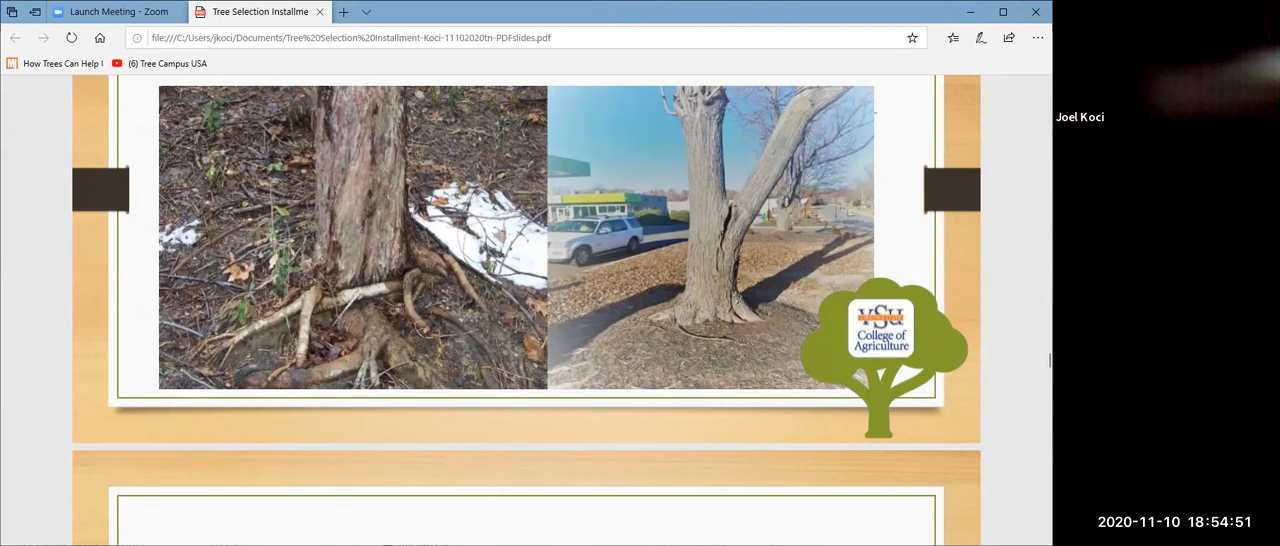 Launch Meeting - Zoom
Tree Selection Installme
file:///C:/Users/jkoci/Documents/Tree%20Selection%20Installment-Koci-11102020tn-PDFslides.pdf
How Trees Can Help
(6) Tree Campus USA
Joel Koci
VSU
College of
Agriculture
2020-11-10 18:54:51